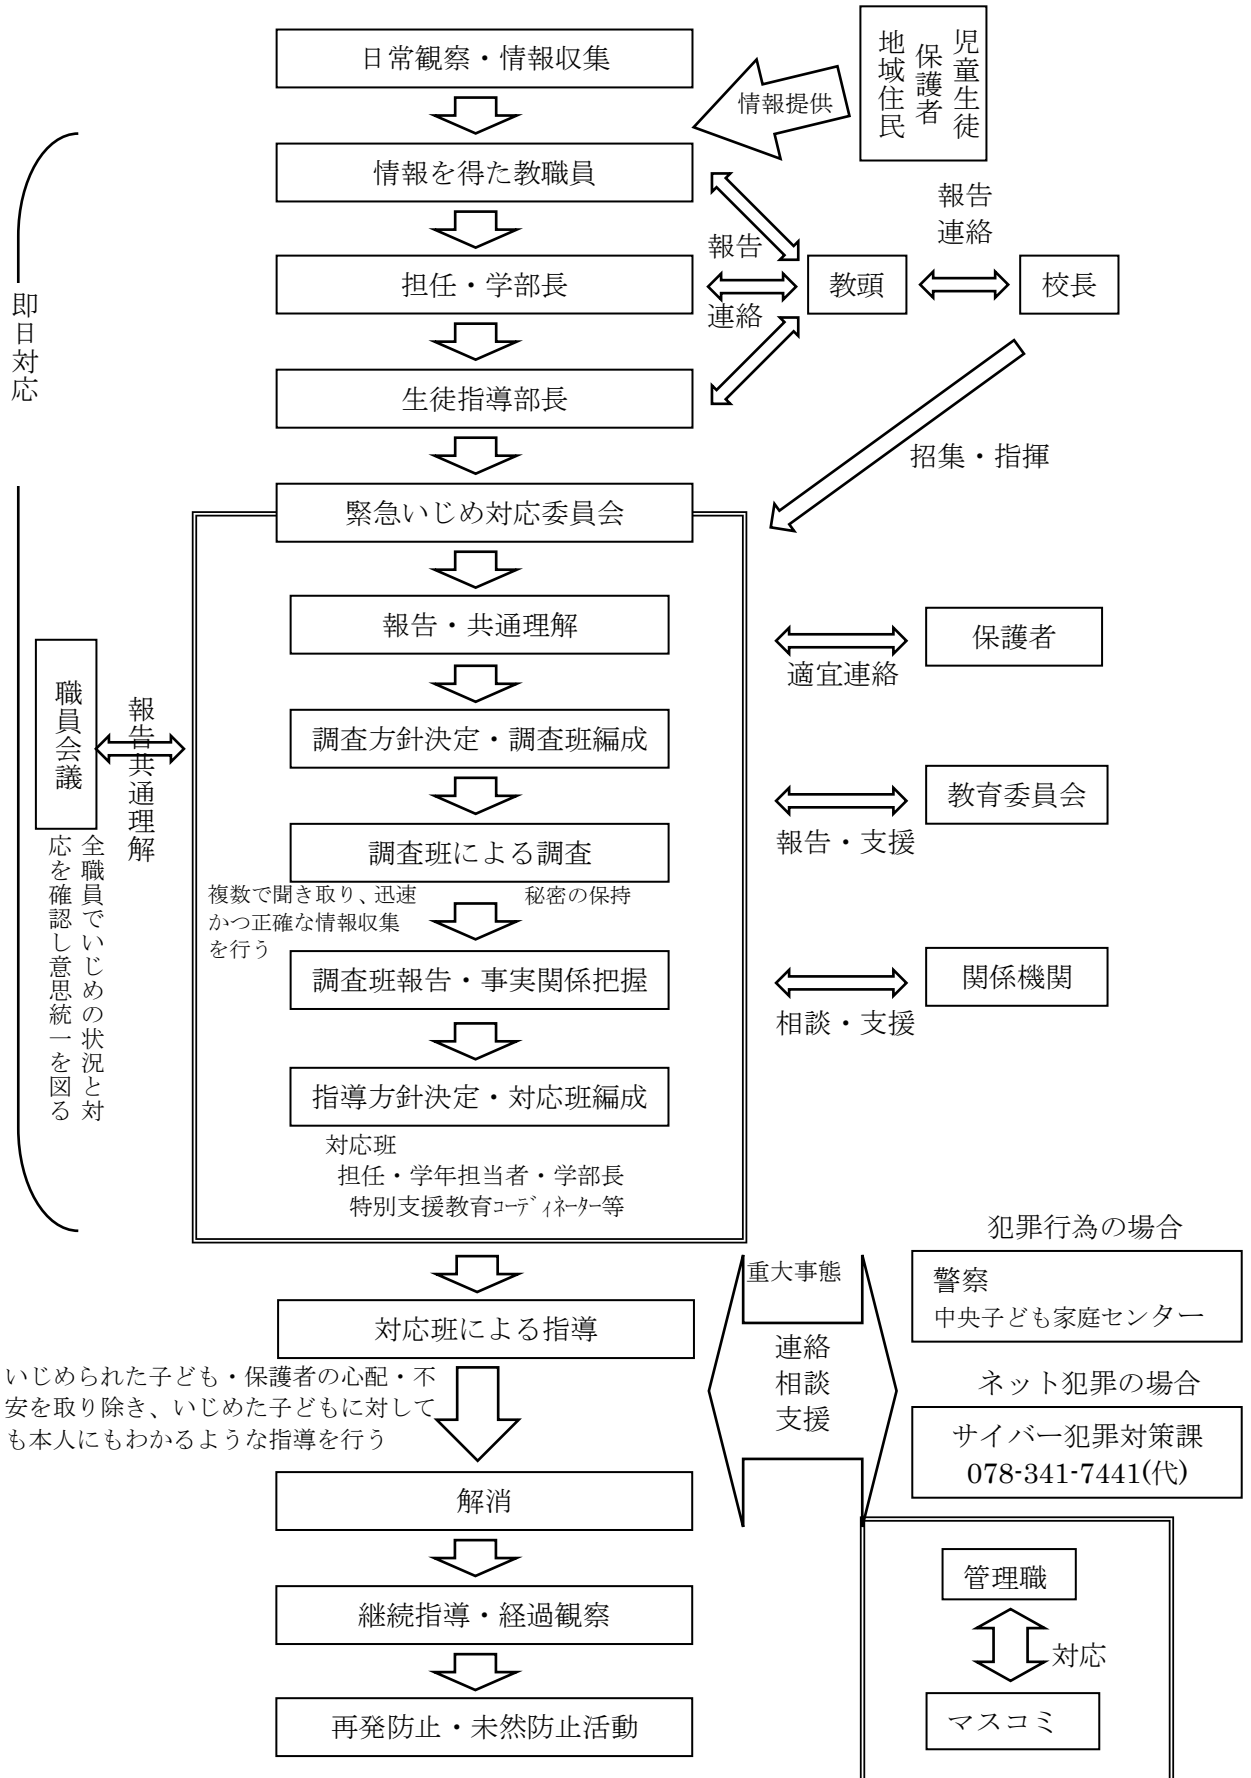 日常観察・情報収集
児童生徒
保護者
地域住民
情報提供
情報を得た教職員
報告
連絡
報告
連絡
担任・学部長
教頭
校長
即日対応
生徒指導部長
招集・指揮
緊急いじめ対応委員会
報告・共通理解
保護者
適宜連絡
職員会議
報告共通理解
全職員でいじめの状況と対
応を確認し意思統一を図る
調査方針決定・調査班編成
教育委員会
報告・支援
調査班による調査
複数で聞き取り、迅速
かつ正確な情報収集
を行う
秘密の保持
調査班報告・事実関係把握
関係機関
相談・支援
指導方針決定・対応班編成
対応班
担任・学年担当者・学部長
特別支援教育ｺｰﾃﾞｨﾈｰﾀｰ等
犯罪行為の場合
重大事態
警察
中央子ども家庭センター
対応班による指導
連絡
相談
支援
いじめられた子ども・保護者の心配・不
安を取り除き、いじめた子どもに対して
も本人にもわかるような指導を行う
ネット犯罪の場合
サイバー犯罪対策課
078-341-7441(代)
解消
管理職
継続指導・経過観察
対応
マスコミ
再発防止・未然防止活動